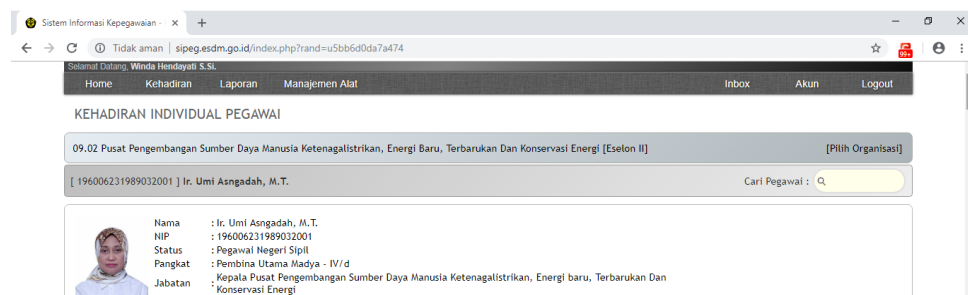 Sistem Informasi Kepegawaian -
Tidak aman | sipeg.esdm.go.id/index.php?rand=u5bb6d0da7a474
99+
Selamat Datang, Winda Hendayati S.Si.
Home Kehadiran Laporan Manajemen Alat Inbox Akun Logout
KEHADIRAN INDIVIDUAL PEGAWAI
09.02 Pusat Pengembangan Sumber Daya Manusia Ketenagalistrikan, Energi Baru, Terbarukan Dan Konservasi Energi [Eselon II] [Pilih Organisasi]
[ 196006231989032001 ] Ir. Umi Asngadah, M.T. Cari Pegawai :
Nama : Ir. Umi Asngadah, M.T.
NIP : 196006231989032001
Status : Pegawai Negeri Sipil
Pangkat : Pembina Utama Madya - IV/d
Jabatan : Kepala Pusat Pengembangan Sumber Daya Manusia Ketenagalistrikan, Energi baru, Terbarukan Dan
Konservasi Energi